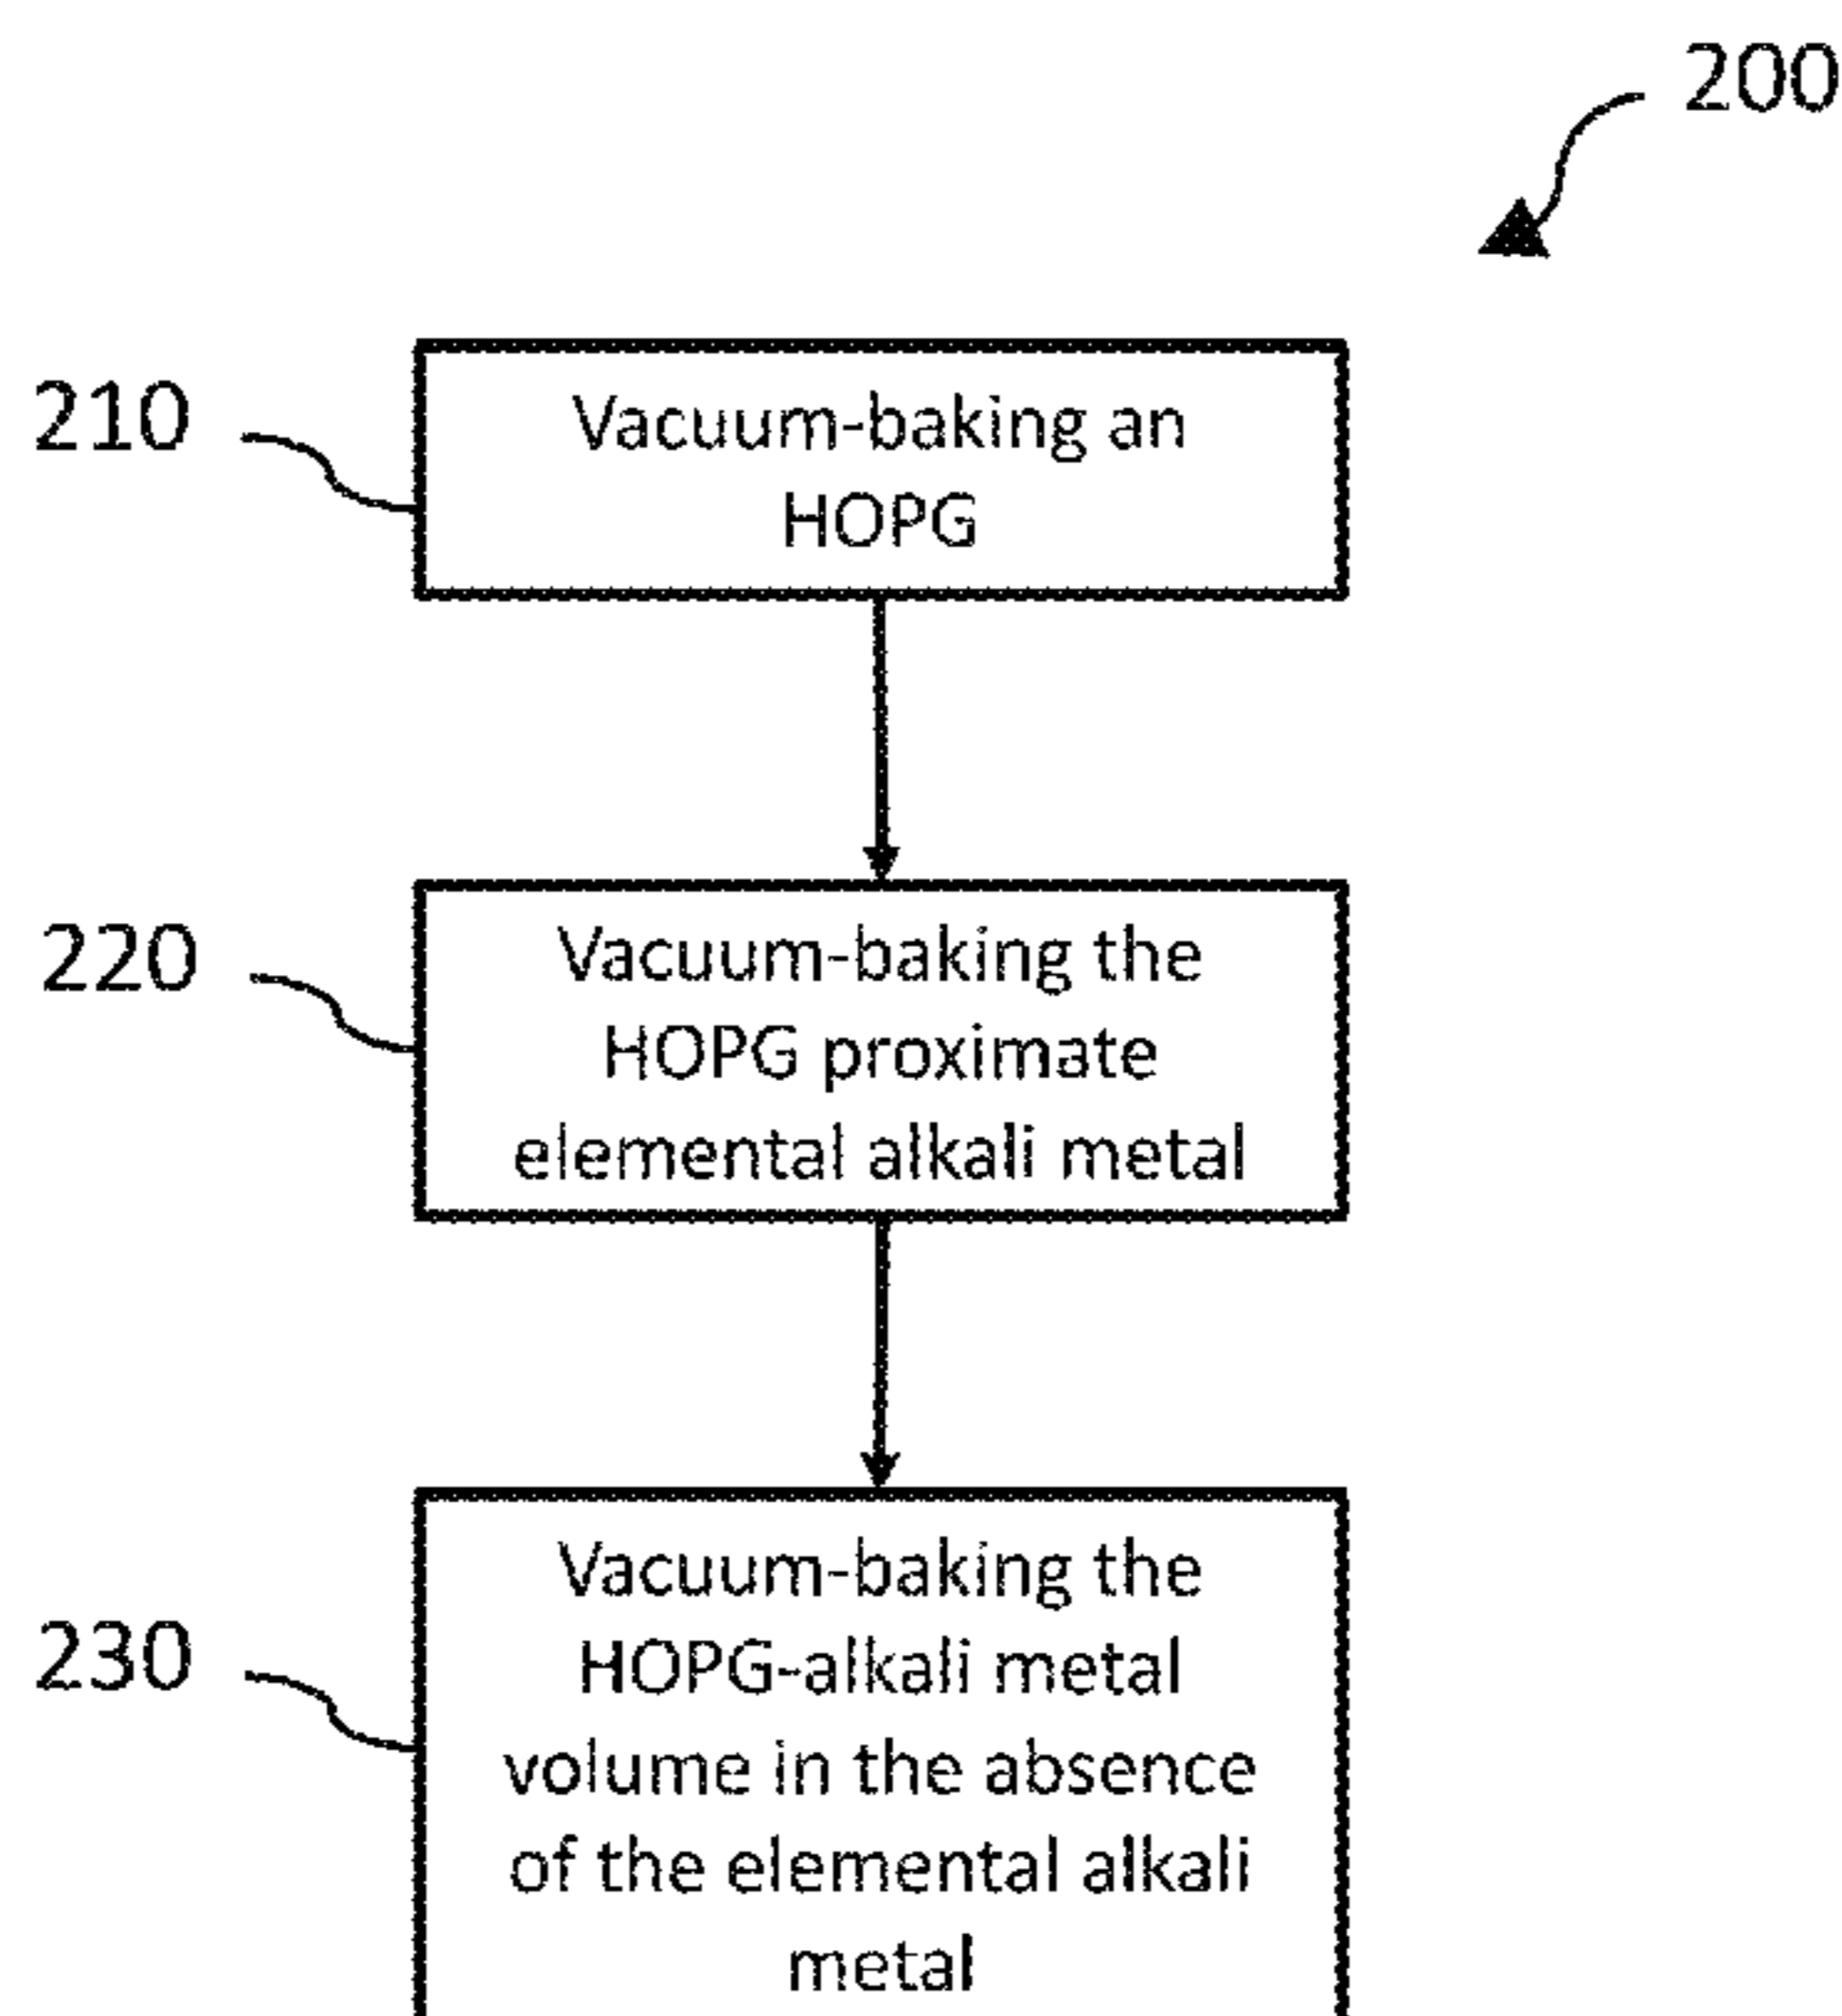 200
210
Vacuum-baking an
HOPG
220
Vacuum-baking the
HOPG proximate
elemental alkali metal
230
Vacuum-baking the
HOPG-alkali metal
volume in the absence
of the elemental alkali
metal